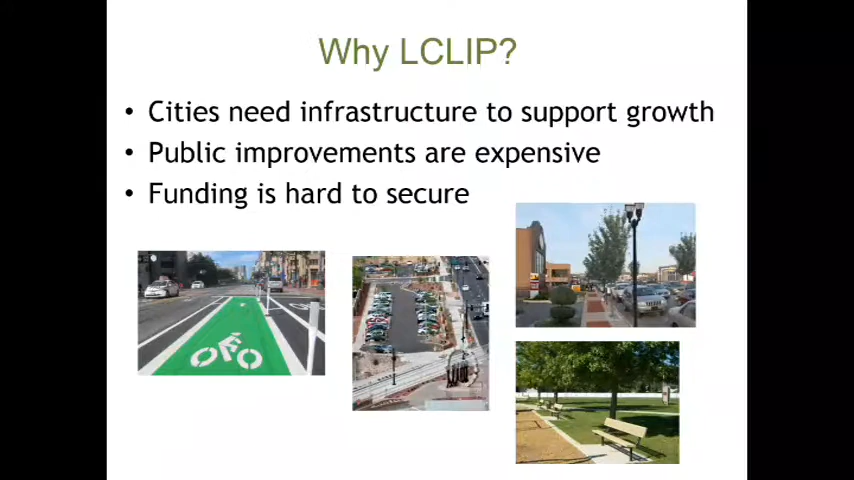 Why LCLIP?
• Cities need infrastructure to support growth
• Public improvements are expensive
• Funding is hard to secure